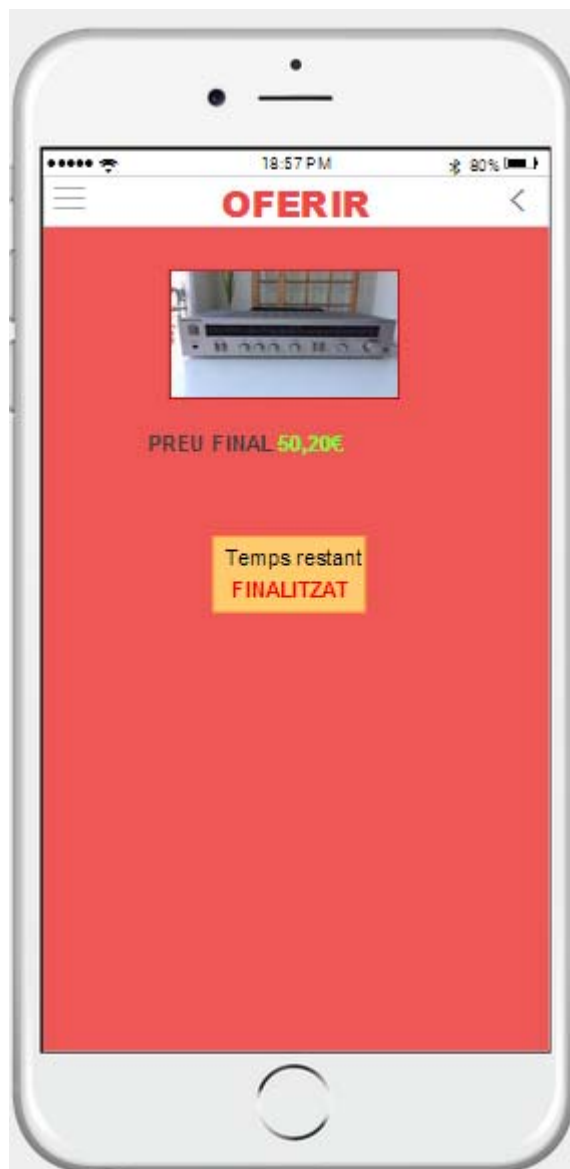 18:57 PM 80%
OFERIR
PREU FINAL 50,20€
Temps restant
FINALITZAT